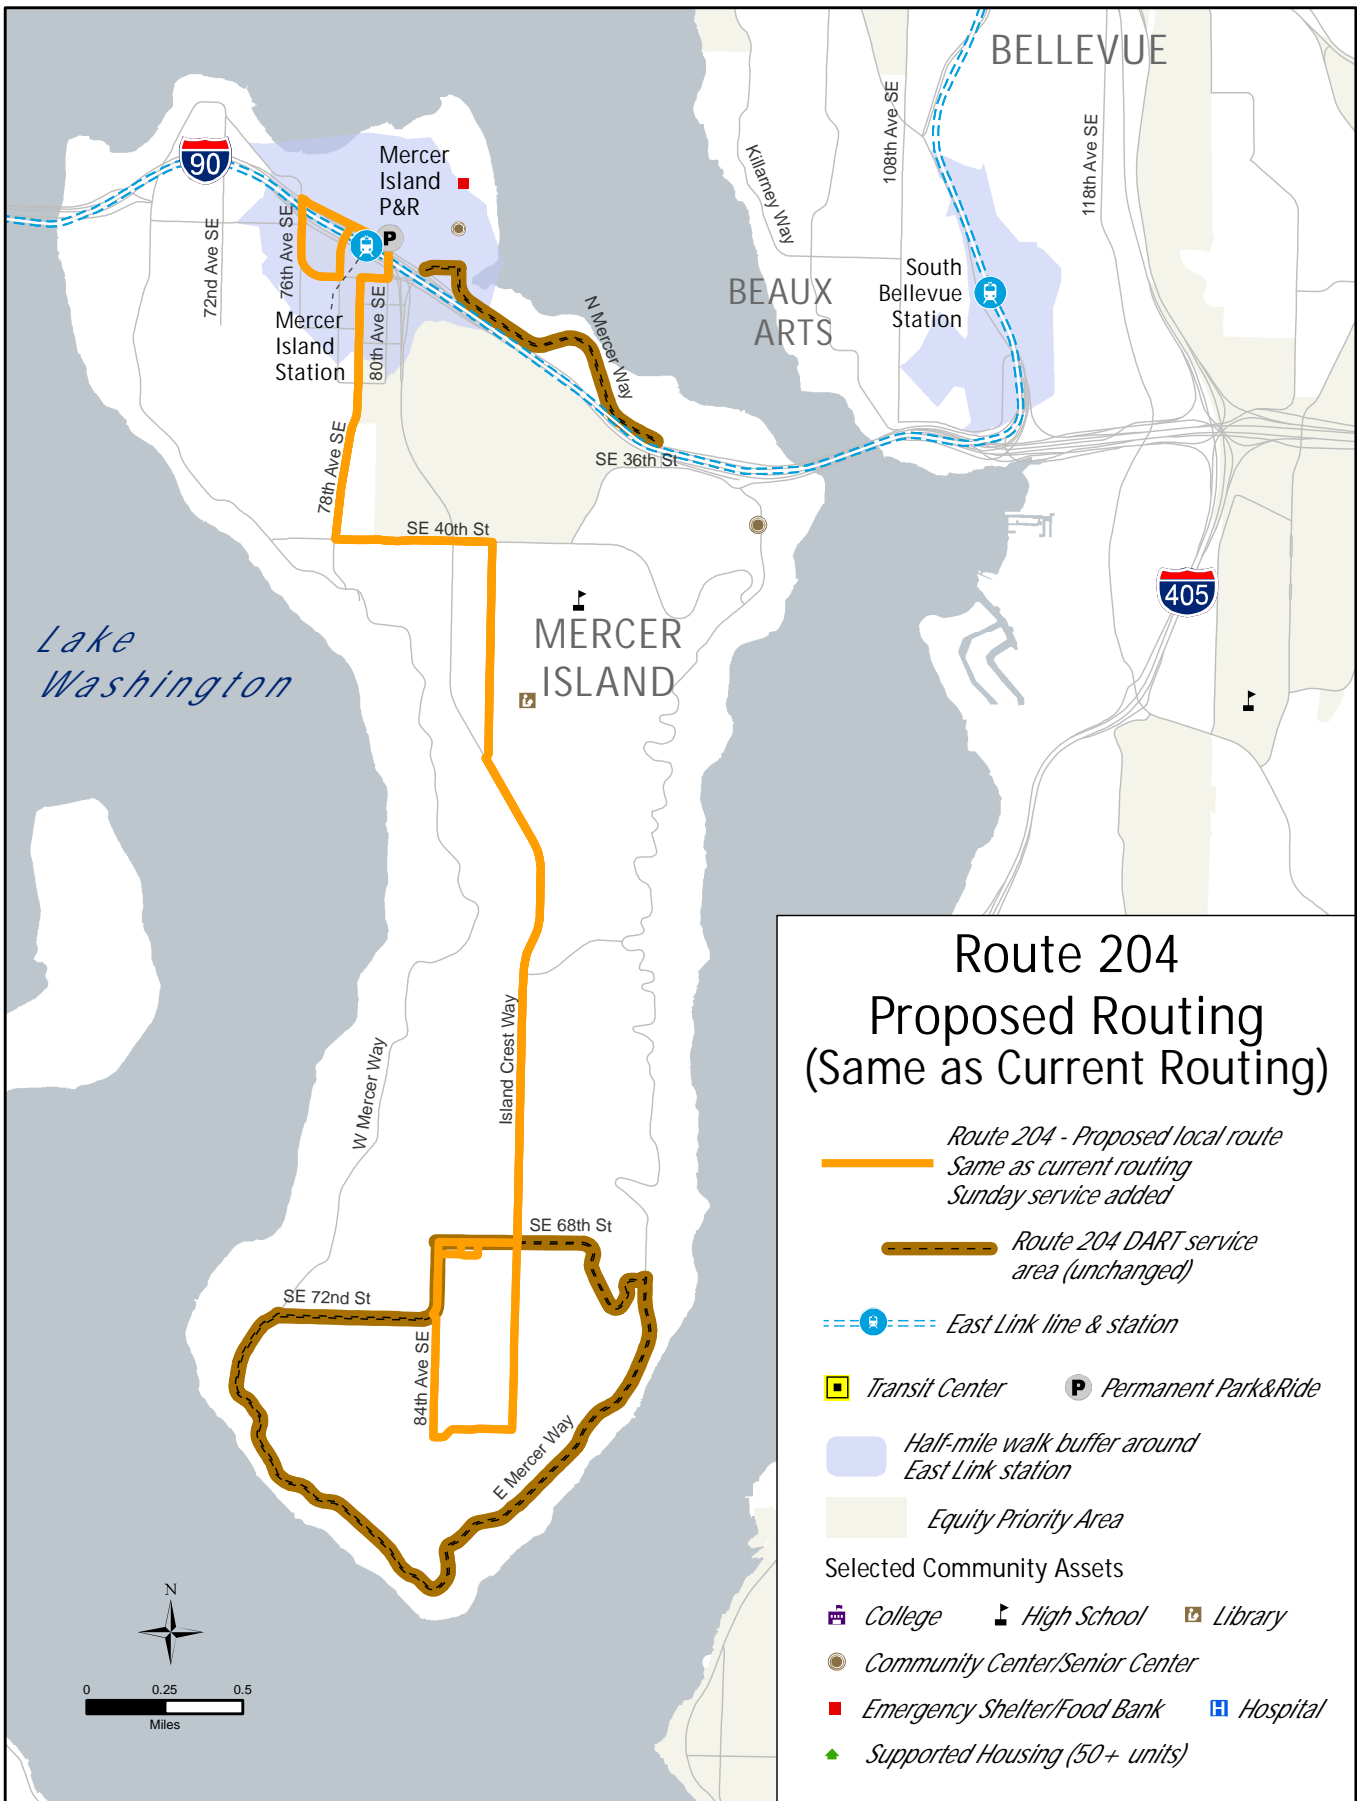 BELLEVUE
90
Mercer
Island
P&R
P
72nd Ave SE
76th Ave SE
80th Ave SE
Mercer
Island
Station
78th Ave SE
N Mercer Way
SE 36th St
SE 40th St
Killarney Way
108th Ave SE
118th Ave SE
BEAUX
ARTS
South
Bellevue
Station
405
Lake
Washington
MERCER
ISLAND
W Mercer Way
Island Crest Way
SE 68th St
SE 72nd St
84th Ave SE
E Mercer Way
N
0 0.25 0.5
Miles
Route 204
Proposed Routing
(Same as Current Routing)
Route 204 - Proposed local route
Same as current routing
Sunday service added
Route 204 DART service
area (unchanged)
East Link line & station
Transit Center
P Permanent Park&Ride
Half-mile walk buffer around
East Link station
Equity Priority Area
Selected Community Assets
College
High School
Library
Community Center/Senior Center
Emergency Shelter/Food Bank
H Hospital
Supported Housing (50+ units)